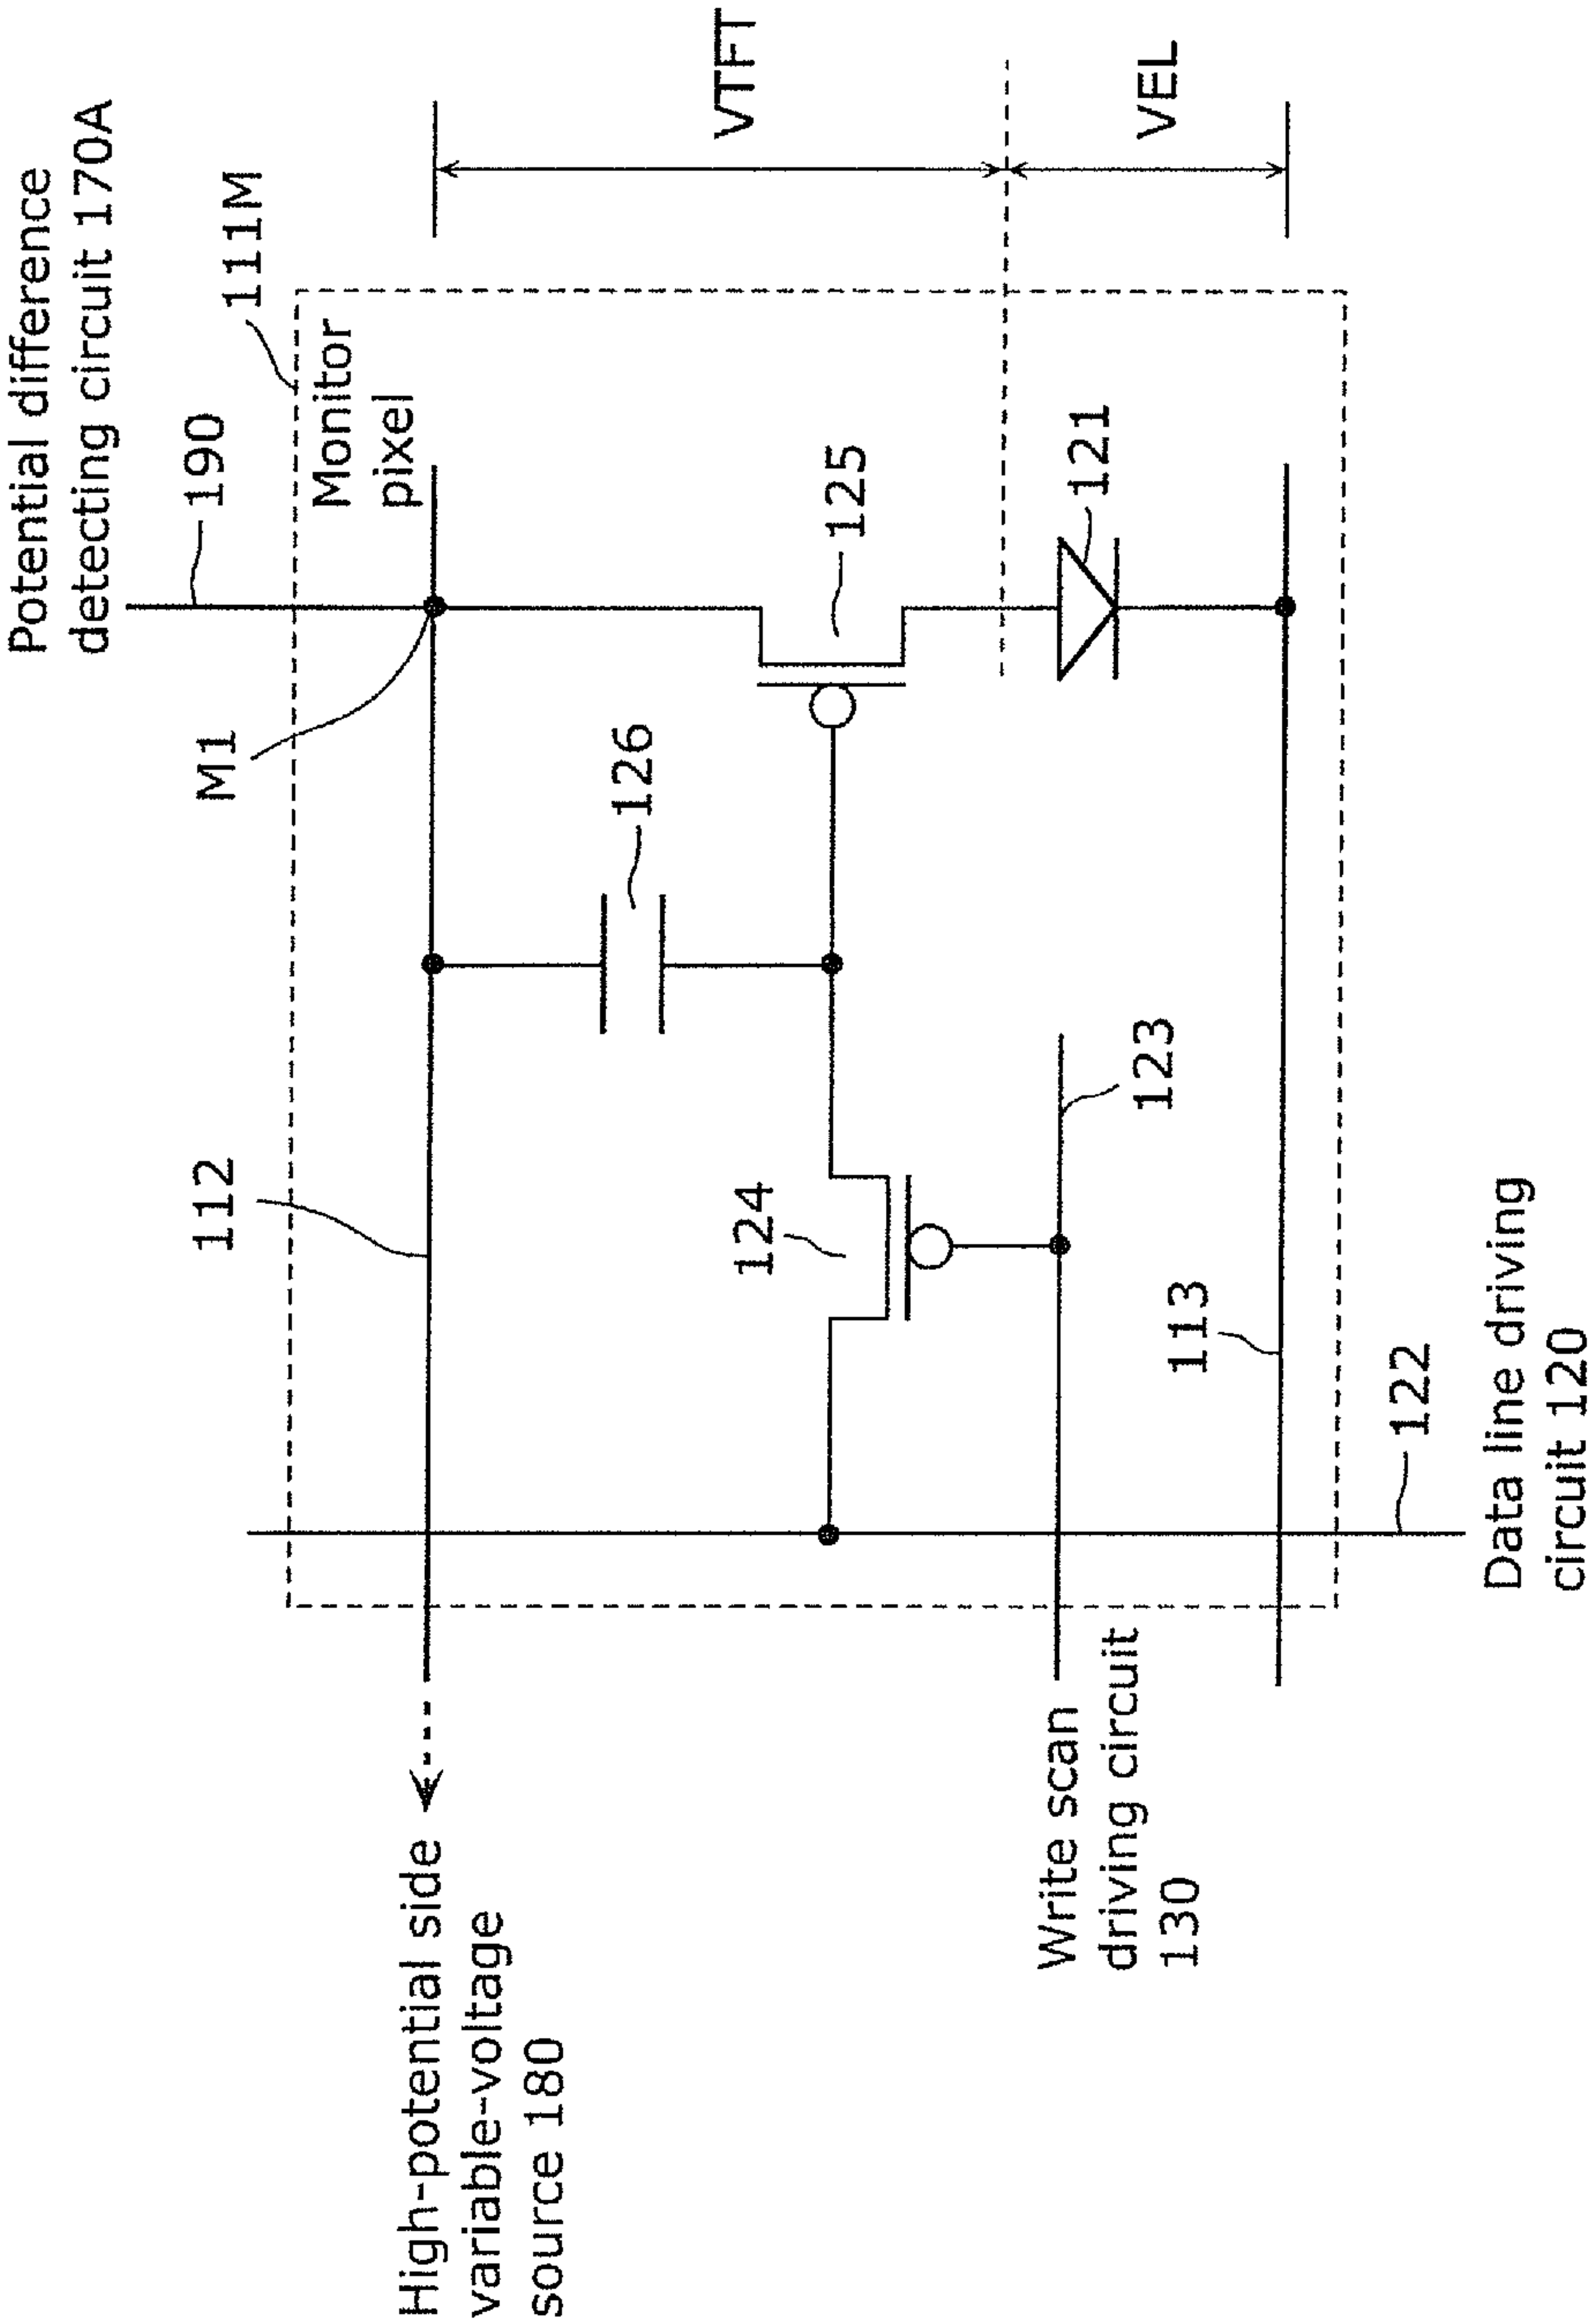 Potential difference
detecting circuit 170A
190
111M
Monitor
pixel
M1
112
126
125
VTFT
124
121
VEL
123
113
122
High-potential side
variable-voltage
source 180
Write scan
driving circuit
130
Data line driving
circuit 120